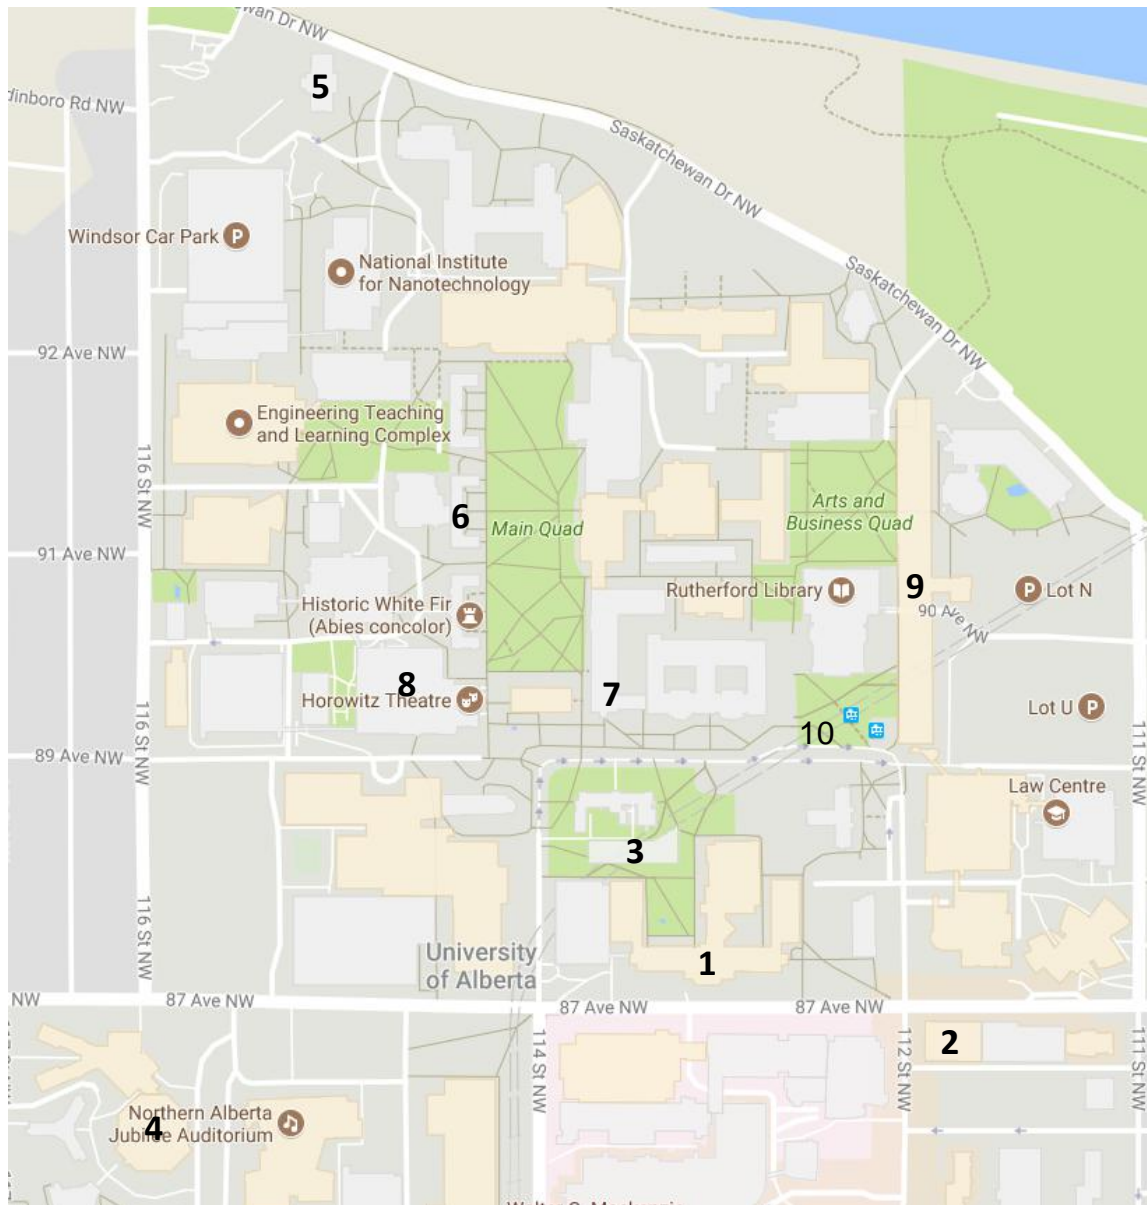 wan Dr NW
5
dinboro Rd NW
Saskatchewan Dr NW
Windsor Car Park
P
National Institute
for Nanotechnology
Saskatchewan Dr NW
92 Ave NW
Engineering Teaching
and Learning Complex
116 St NW
6
Main Quad
Arts and
Business Quad
91 Ave NW
Historic White Fir
(Abies concolor)
Rutherford Library
9
P
Lot N
90 Ave NW
8
Horowitz Theatre
7
10
Lot U
P
116 St NW
89 Ave NW
111 St NW
Law Centre
3
116 St NW
University
of Alberta
1
NW
87 Ave NW
87 Ave NW
87 Ave NW
114 St NW
112 St NW
2
111 St NW
4
Northern Alberta
Jubilee Auditorium